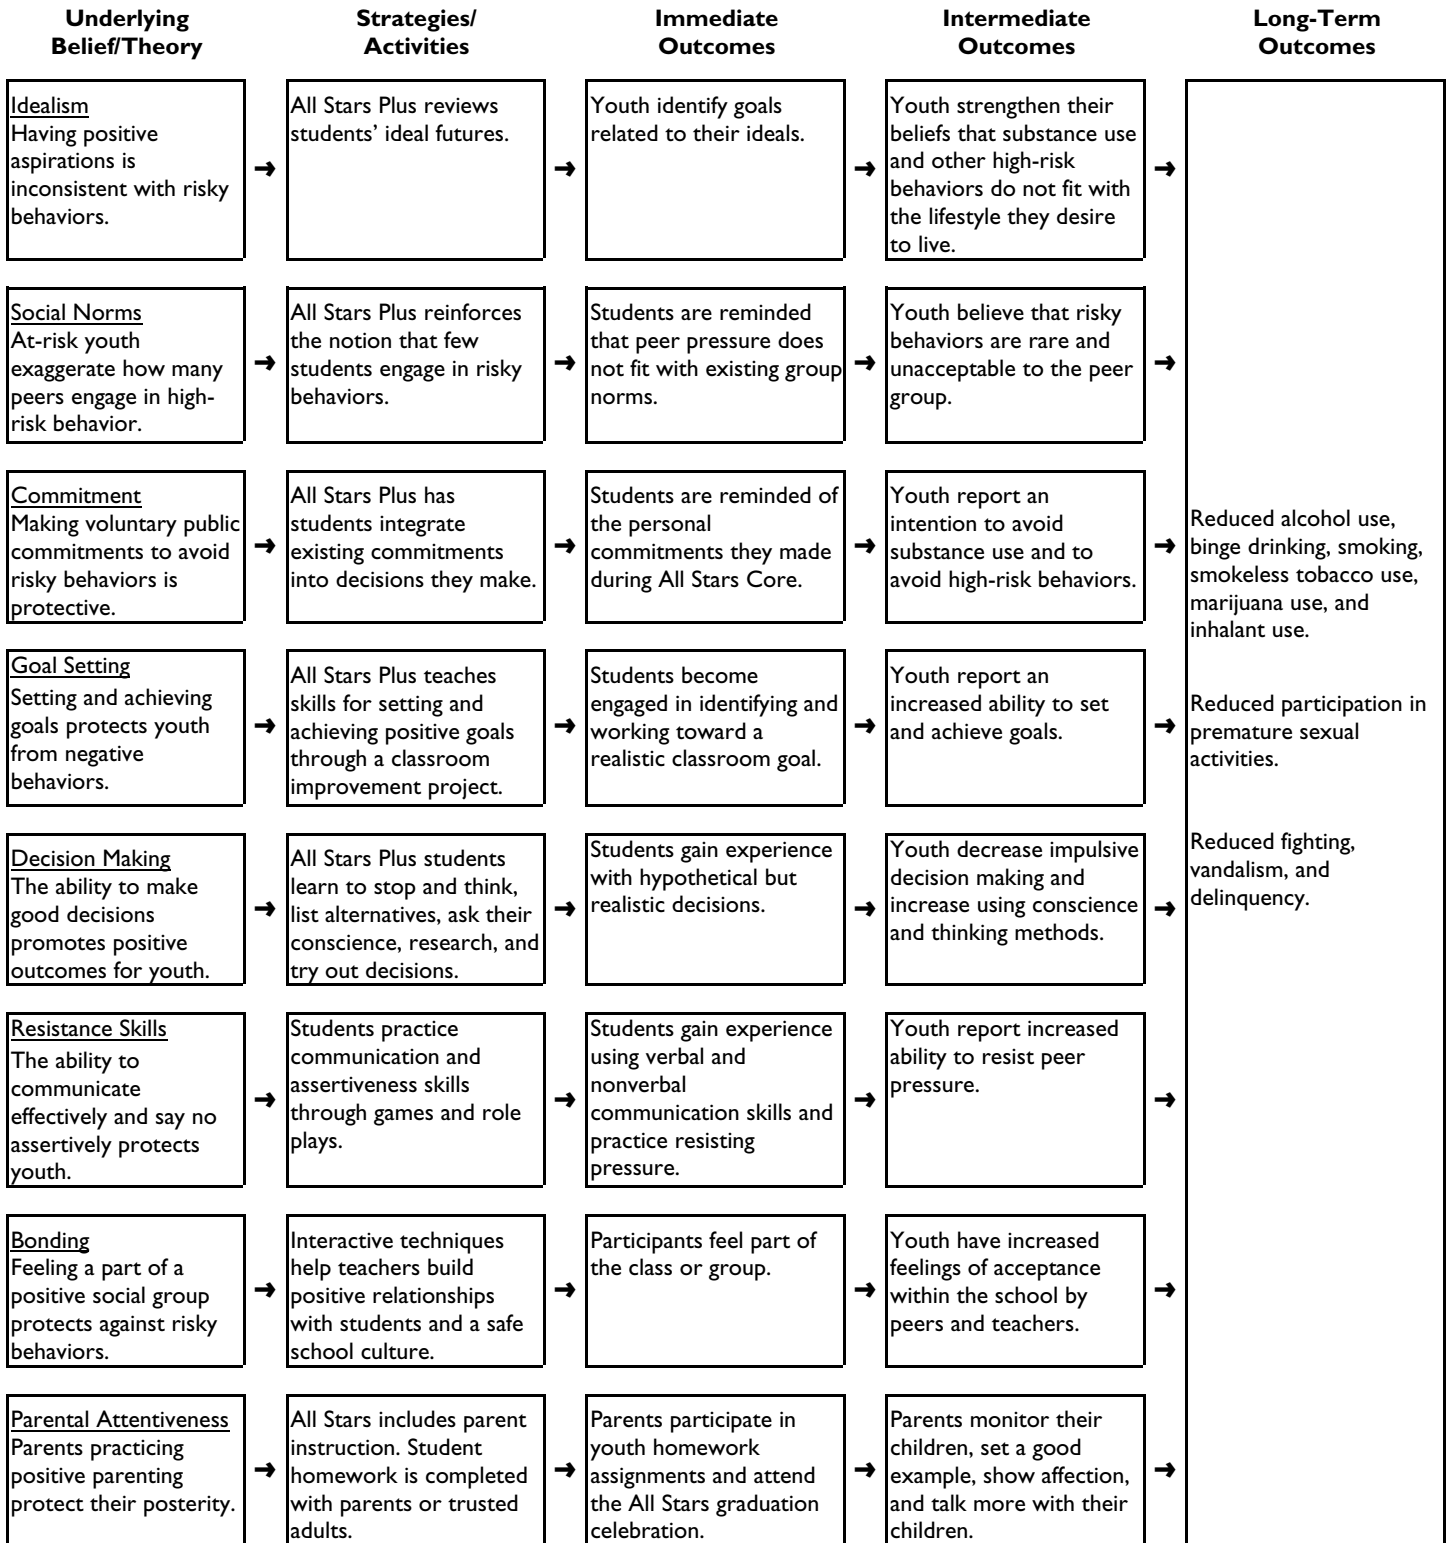 Underlying
Belief/Theory
Strategies/
Activities
Immediate
Outcomes
Intermediate
Outcomes
Long-Term
Outcomes
Idealism
Having positive
aspirations is
inconsistent with risky
behaviors.
→
All Stars Plus reviews
students’ ideal futures.
→
Youth identify goals
related to their ideals.
→
Youth strengthen their
beliefs that substance use
and other high-risk
behaviors do not fit with
the lifestyle they desire
to live.
→
Social Norms
At-risk youth
exaggerate how many
peers engage in high-
risk behavior.
→
All Stars Plus reinforces
the notion that few
students engage in risky
behaviors.
→
Students are reminded
that peer pressure does
not fit with existing group
norms.
→
Youth believe that risky
behaviors are rare and
unacceptable to the peer
group.
→
Commitment
Making voluntary public
commitments to avoid
risky behaviors is
protective.
→
All Stars Plus has
students integrate
existing commitments
into decisions they make.
→
Students are reminded of
the personal
commitments they made
during All Stars Core.
→
Youth report an
intention to avoid
substance use and to
avoid high-risk behaviors.
→
Goal Setting
Setting and achieving
goals protects youth
from negative
behaviors.
→
All Stars Plus teaches
skills for setting and
achieving positive goals
through a classroom
improvement project.
→
Students become
engaged in identifying and
working toward a
realistic classroom goal.
→
Youth report an
increased ability to set
and achieve goals.
→
Decision Making
The ability to make
good decisions
promotes positive
outcomes for youth.
→
All Stars Plus students
learn to stop and think,
list alternatives, ask their
conscience, research, and
try out decisions.
→
Students gain experience
with hypothetical but
realistic decisions.
→
Youth decrease impulsive
decision making and
increase using conscience
and thinking methods.
→
Resistance Skills
The ability to
communicate
effectively and say no
assertively protects
youth.
→
Students practice
communication and
assertiveness skills
through games and role
plays.
→
Students gain experience
using verbal and
nonverbal
communication skills and
practice resisting
pressure.
→
Youth report increased
ability to resist peer
pressure.
→
Bonding
Feeling a part of a
positive social group
protects against risky
behaviors.
→
Interactive techniques
help teachers build
positive relationships
with students and a safe
school culture.
→
Participants feel part of
the class or group.
→
Youth have increased
feelings of acceptance
within the school by
peers and teachers.
→
Parental Attentiveness
Parents practicing
positive parenting
protect their posterity.
→
All Stars includes parent
instruction. Student
homework is completed
with parents or trusted
adults.
→
Parents participate in
youth homework
assignments and attend
the All Stars graduation
celebration.
→
Parents monitor their
children, set a good
example, show affection,
and talk more with their
children.
→
Reduced alcohol use,
binge drinking, smoking,
smokeless tobacco use,
marijuana use, and
inhalant use.
Reduced participation in
premature sexual
activities.
Reduced fighting,
vandalism, and
delinquency.